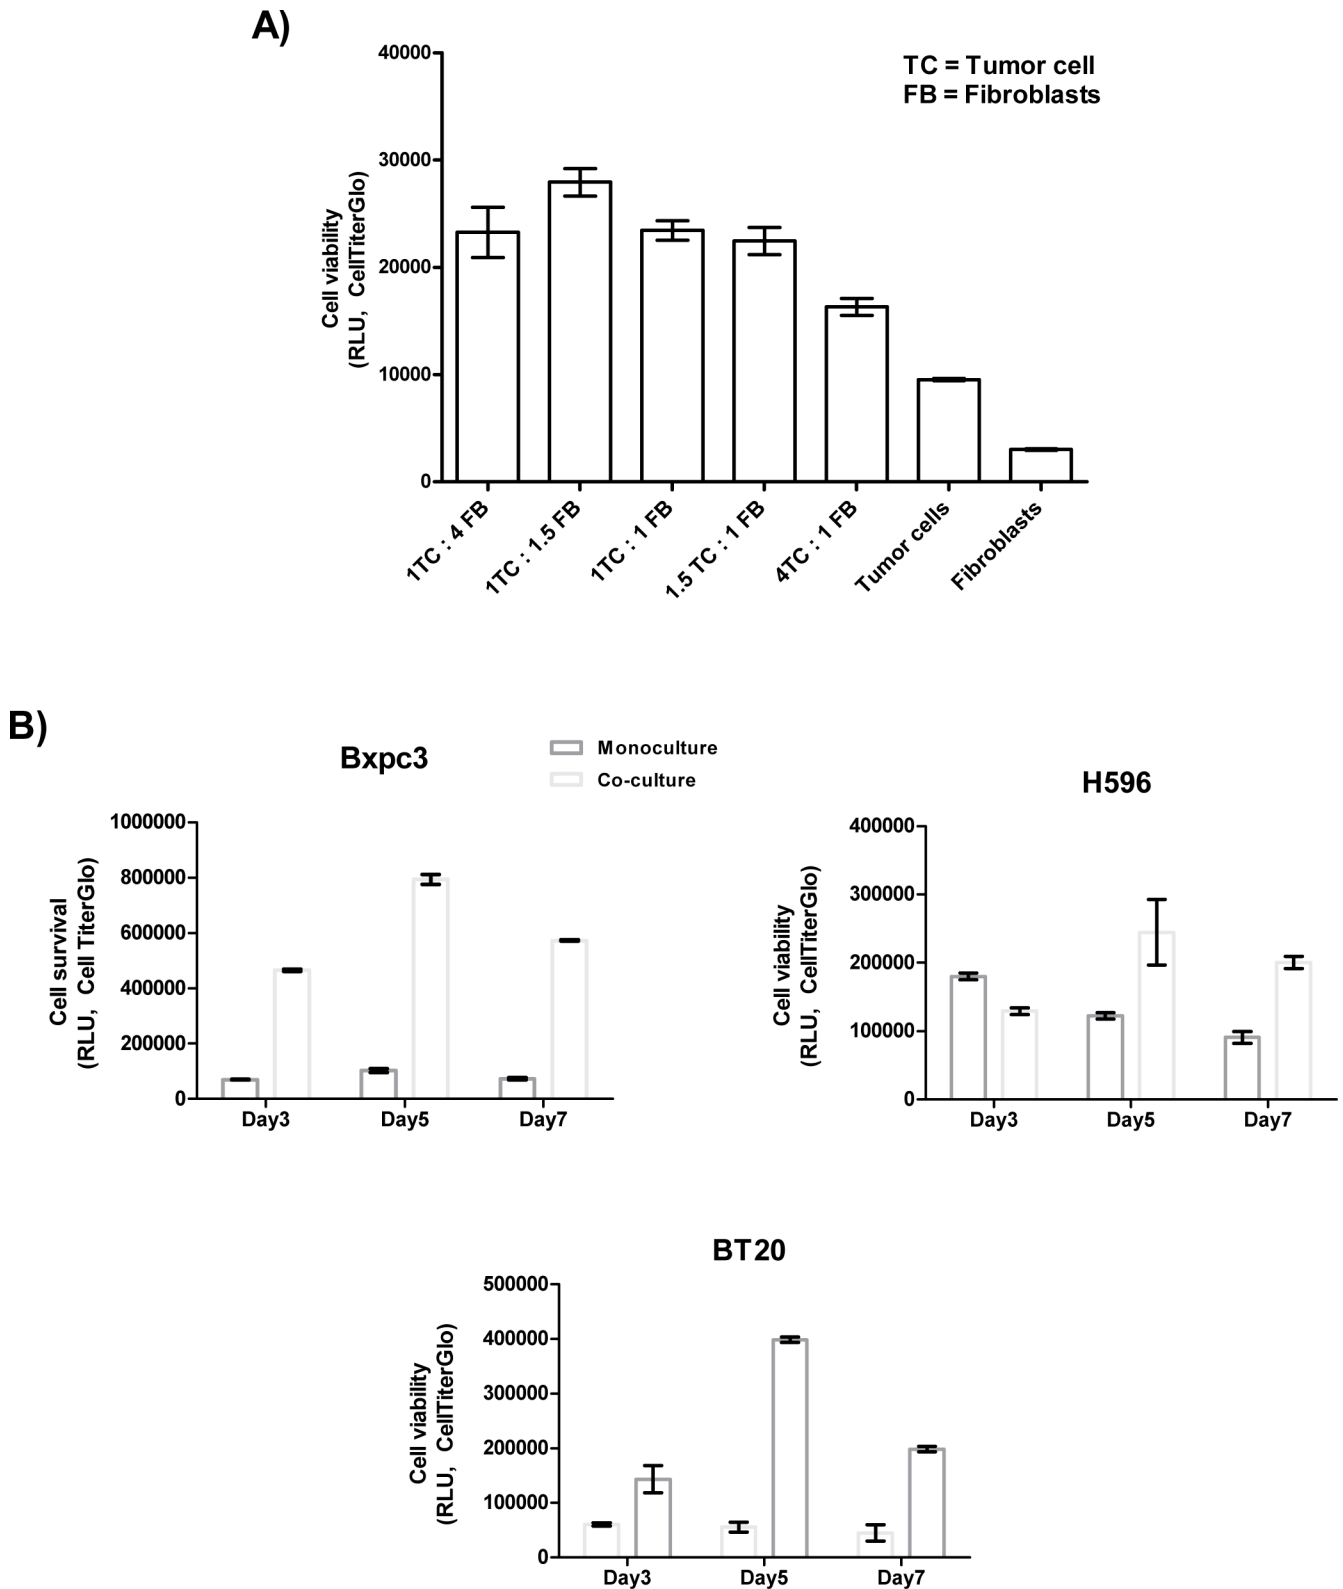 A)
TC = Tumor cell
FB = Fibroblasts
40000
30000
20000
10000
0
Cell viability
(RLU, CellTiterGlo)
1TC : 4 FB
1TC : 1.5 FB
1TC : 1 FB
1.5 TC : 1 FB
4TC : 1 FB
Tumor cells
Fibroblasts
B)
Bxpc3
Monoculture
Co-culture
1000000
800000
600000
400000
200000
0
Cell survival
(RLU, Cell TiterGlo)
Day3
Day5
Day7
H596
400000
300000
200000
100000
0
Cell viability
(RLU, CellTiterGlo)
Day3
Day5
Day7
BT20
500000
400000
300000
200000
100000
0
Cell viability
(RLU, CellTiterGlo)
Day3
Day5
Day7